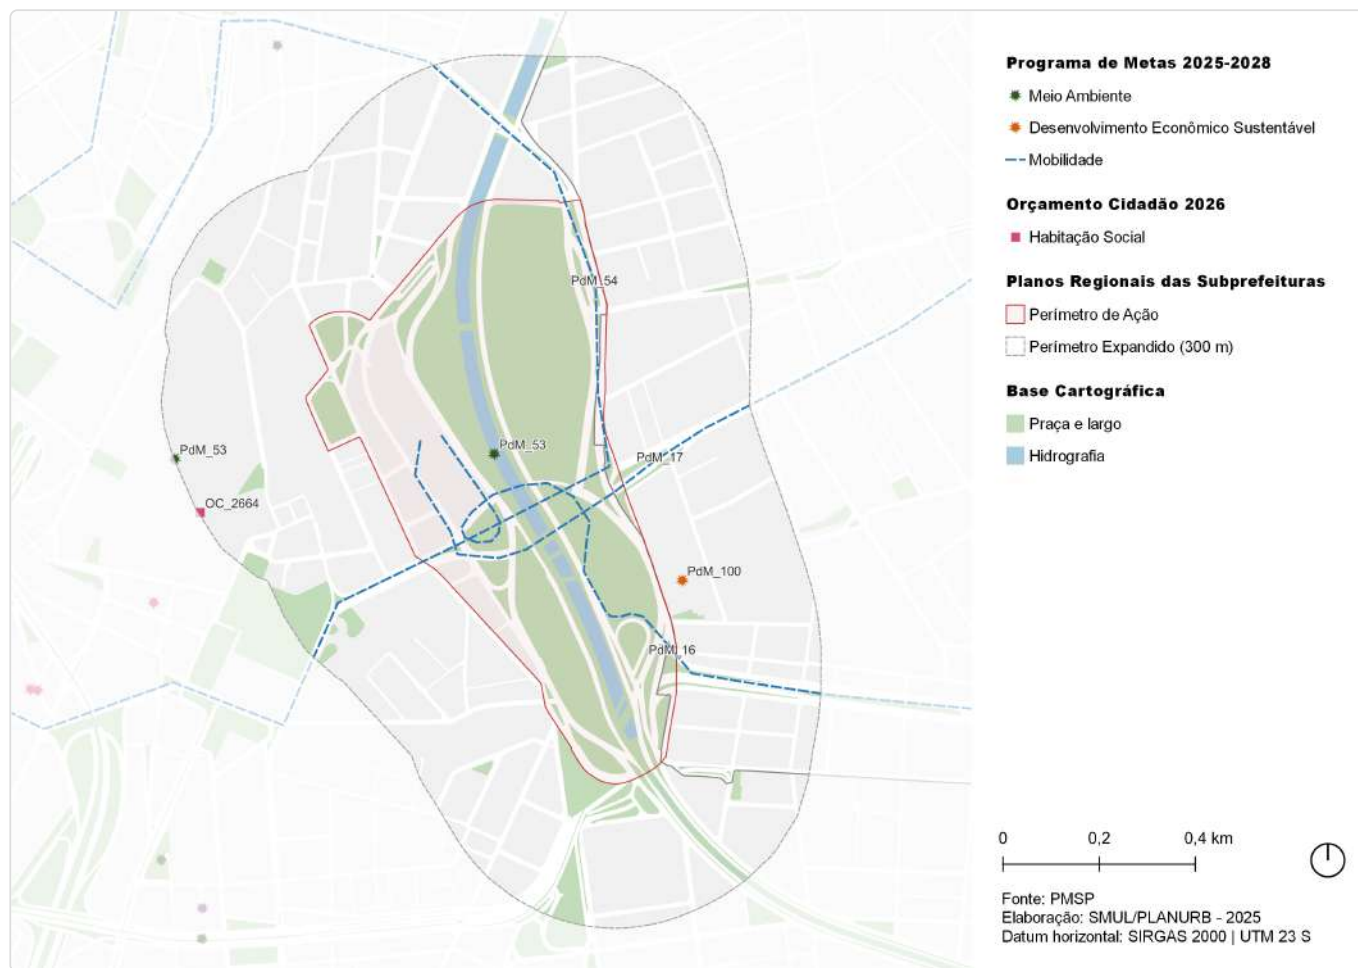 Programa de Metas 2025-2028
Meio Ambiente
Desenvolvimento Econômico Sustentável
Mobilidade
Orçamento Cidadão 2026
Habitação Social
Planos Regionais das Subprefeituras
Perímetro de Ação
Perímetro Expandido (300 m)
Base Cartográfica
Praça e largo
Hidrografia
PdM_54
PdM_53
PdM_53
PdM_17
OC_2664
PdM_100
PdM_16
0 0,2 0,4 km
Fonte: PMSP
Elaboração: SMUL/PLANURB - 2025
Datum horizontal: SIRGAS 2000 | UTM 23 S